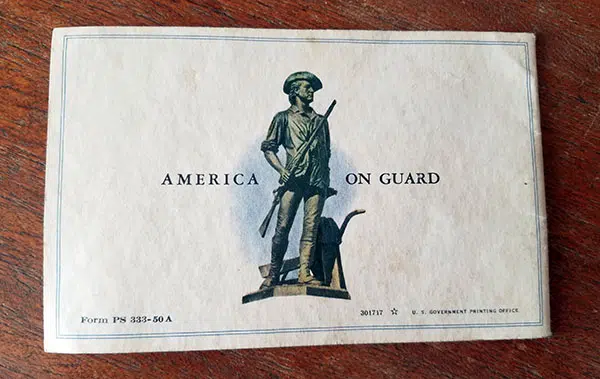 AMERICA ON GUARD
Form PS 333-50 A
301717 ☆ U. S. GOVERNMENT PRINTING OFFICE